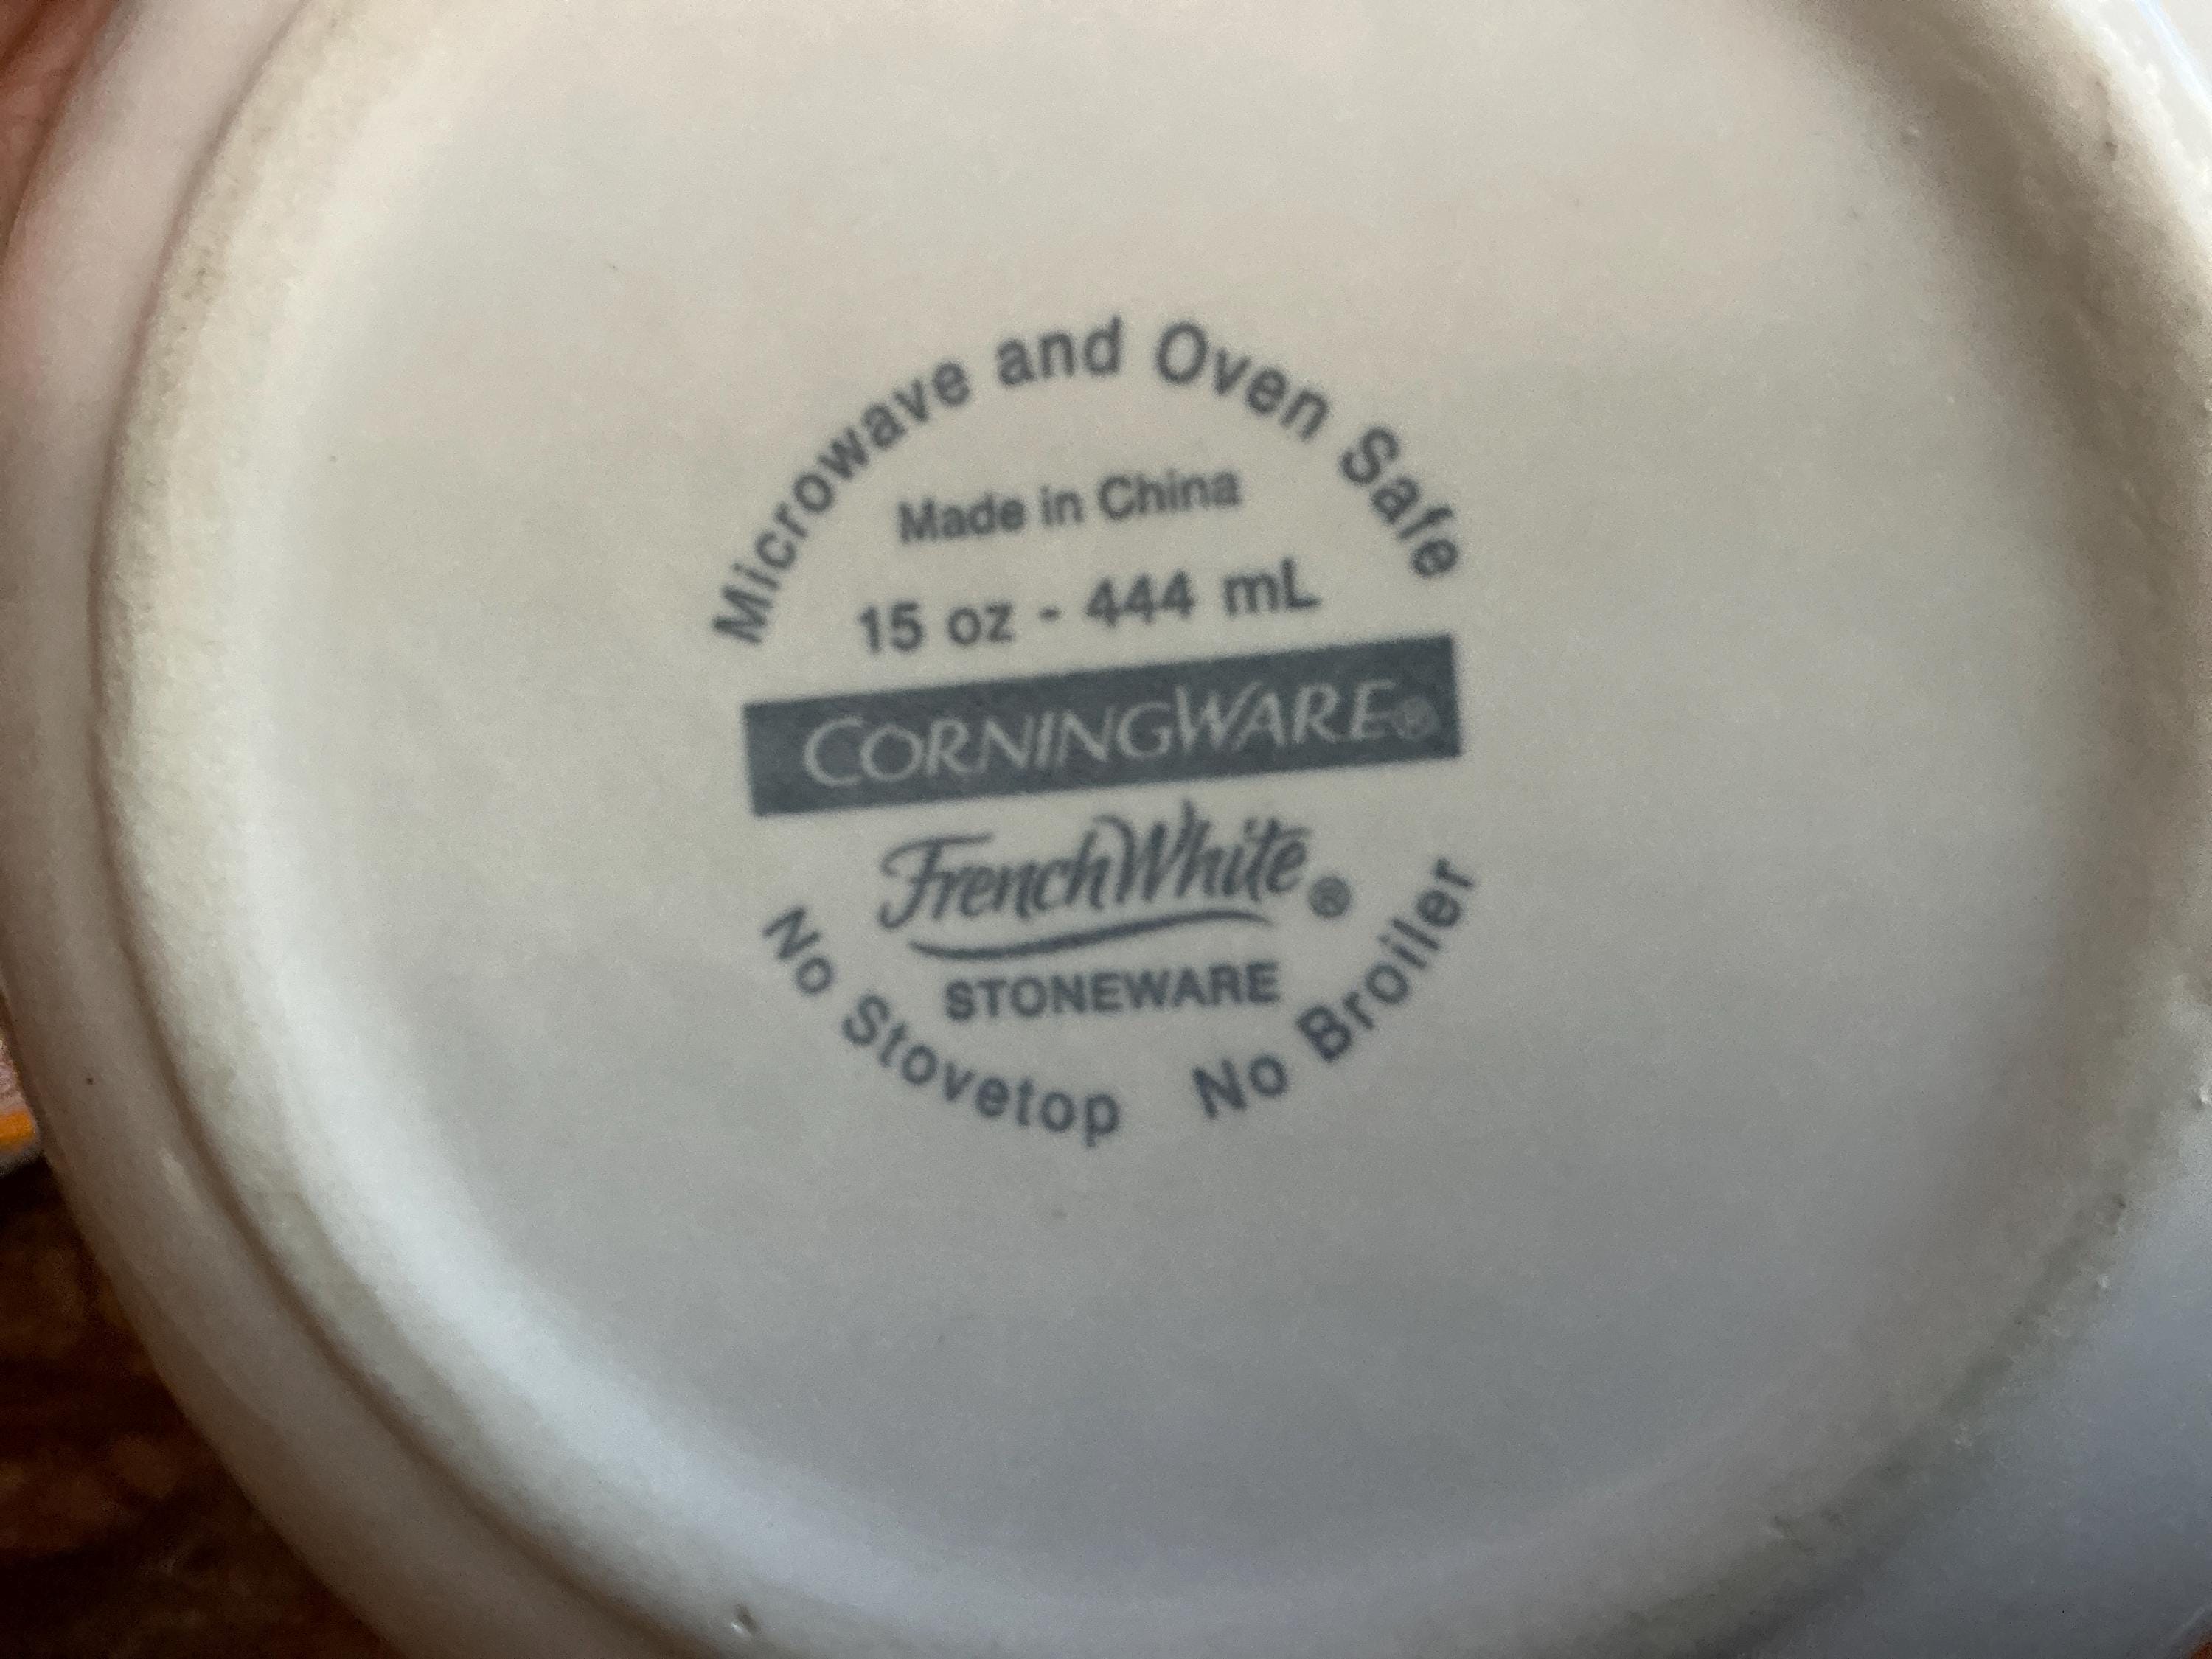 Microwave and Oven Safe
Made in China
15 oz - 444 mL
CORNINGWARE®
FrenchWhite®
STONEWARE
No Stovetop No Broiler